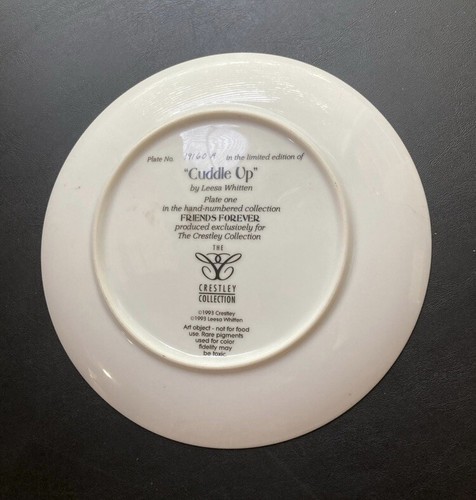 Plate No. 19160 A in the limited edition of
"Cuddle Up"
by Leesa Whitten
Plate one
in the hand-numbered collection
FRIENDS FOREVER
produced exclusively for
The Crestley Collection
THE
CRESTLEY
COLLECTION
©1993 Crestley
©1993 Leesa Whitten
Art object - not for food
use. Rare pigments
used for color
fidelity may
be toxic